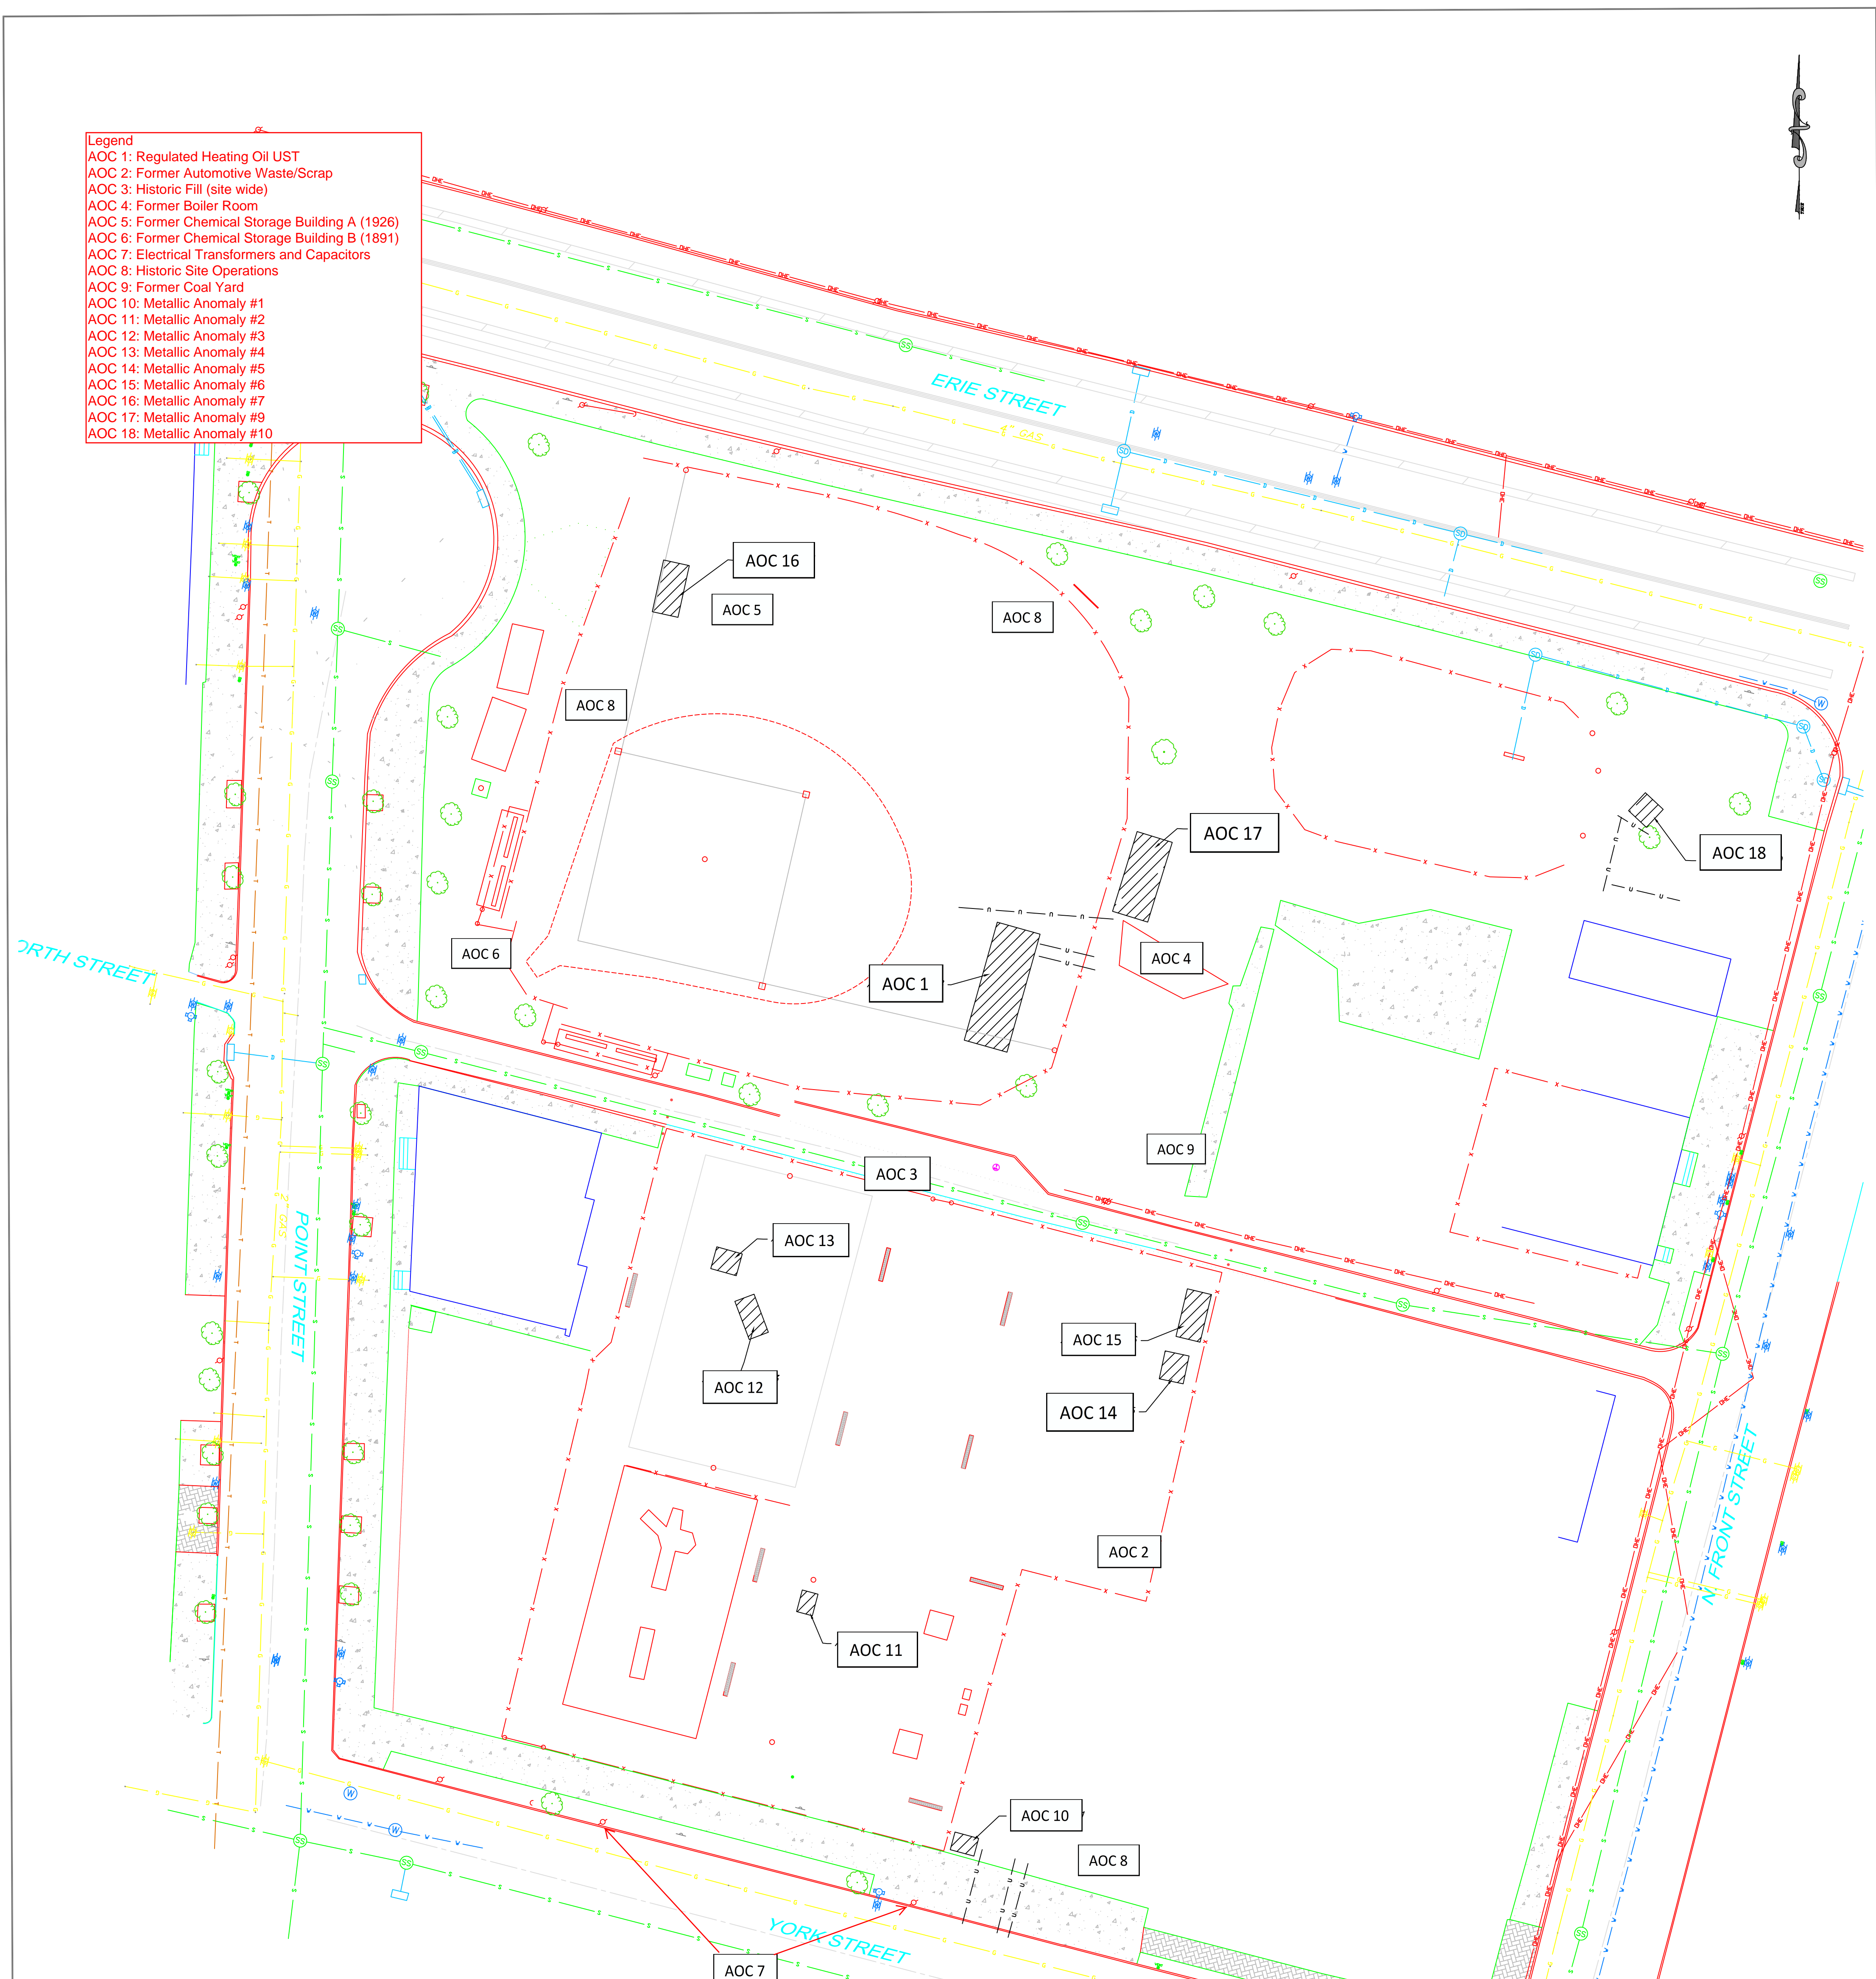 Legend
AOC 1: Regulated Heating Oil UST
AOC 2: Former Automotive Waste/Scrap
AOC 3: Historic Fill (site wide)
AOC 4: Former Boiler Room
AOC 5: Former Chemical Storage Building A (1926)
AOC 6: Former Chemical Storage Building B (1891)
AOC 7: Electrical Transformers and Capacitors
AOC 8: Historic Site Operations
AOC 9: Former Coal Yard
AOC 10: Metallic Anomaly #1
AOC 11: Metallic Anomaly #2
AOC 12: Metallic Anomaly #3
AOC 13: Metallic Anomaly #4
AOC 14: Metallic Anomaly #5
AOC 15: Metallic Anomaly #6
AOC 16: Metallic Anomaly #7
AOC 17: Metallic Anomaly #9
AOC 18: Metallic Anomaly #10
ERIE STREET
4" GAS
AOC 16
AOC 5
AOC 8
AOC 8
AOC 17
AOC 18
AOC 6
AOC 4
AOC 1
ORTH STREET
AOC 9
AOC 3
AOC 13
POINT STREET
GAS
AOC 15
AOC 12
AOC 14
N. FRONT STREET
AOC 2
AOC 11
AOC 10
AOC 8
YORK STREET
AOC 7